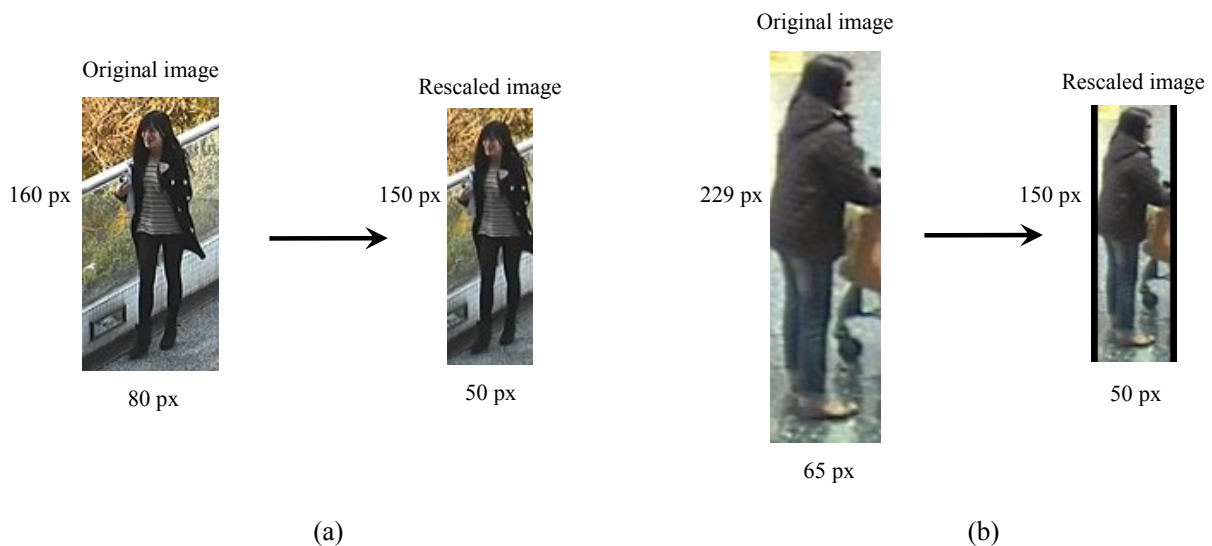 Original image
Rescaled image
160 px
150 px
80 px
50 px
(a)
Original image
Rescaled image
229 px
150 px
65 px
50 px
(b)